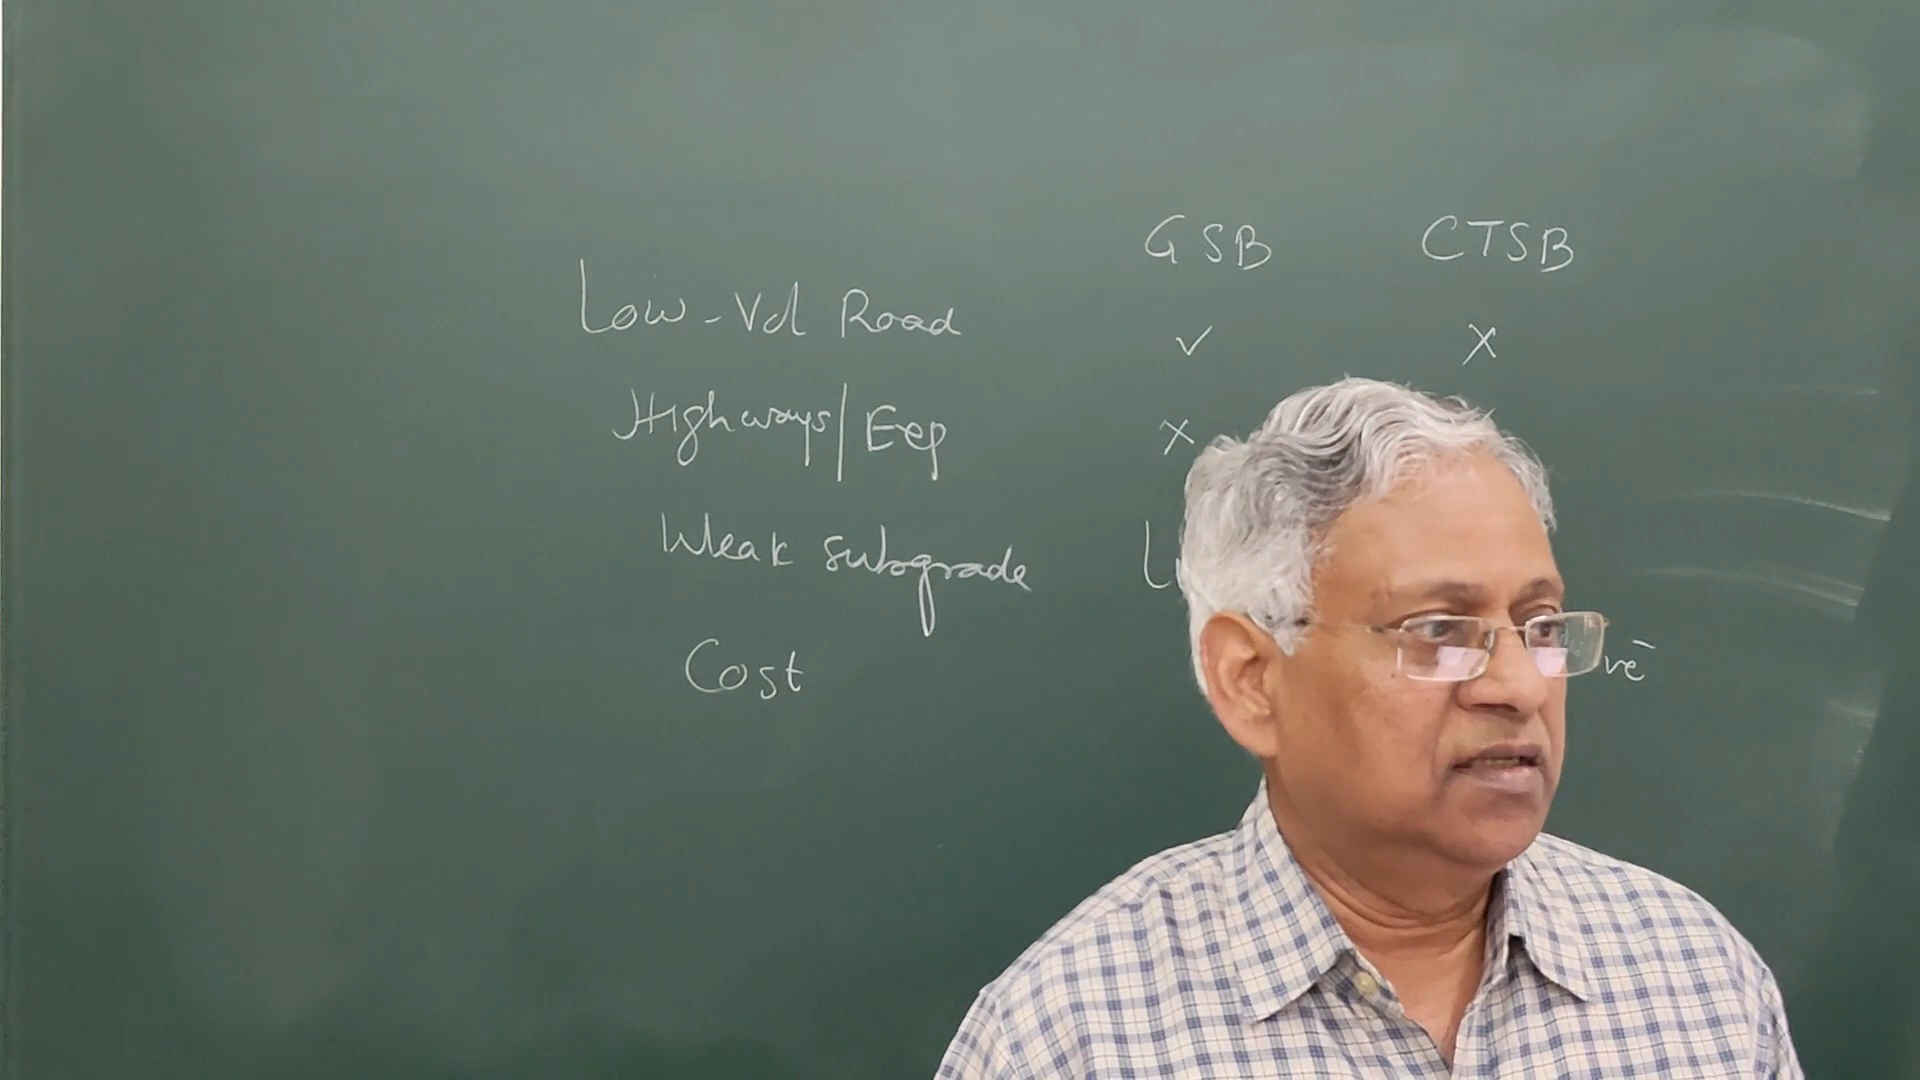 GSB CTSB
Low-Vol Road ✓ X
Highways/Exp X
Weak subgrade
Cost